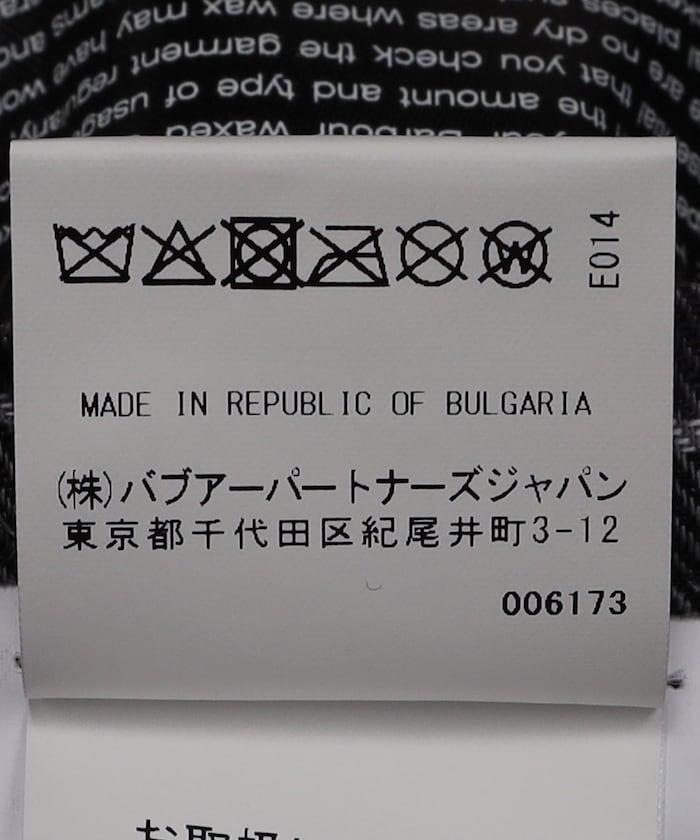 your Barbour waxed
the amount and type of usage
that you check the garment regularly
are no dry areas where wax may have
places
E014
MADE IN REPUBLIC OF BULGARIA
(株)バブアーパートナーズジャパン
東京都千代田区紀尾井町3-12
006173
お取扱